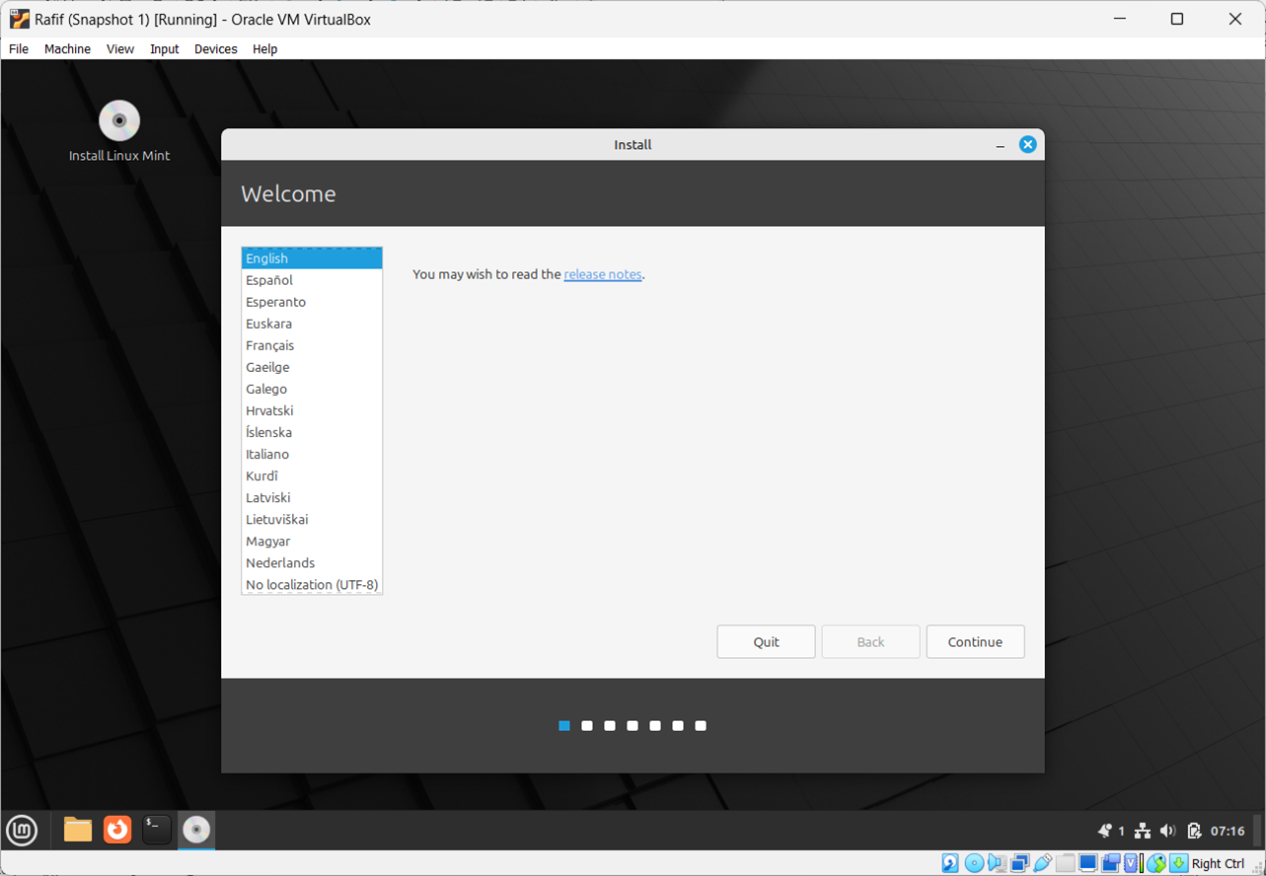 Rafif (Snapshot 1) [Running] - Oracle VM VirtualBox
File Machine View Input Devices Help
Install Linux Mint
Install
Welcome
English
You may wish to read the release notes.
Español
Esperanto
Euskara
Français
Gaeilge
Galego
Hrvatski
Íslenska
Italiano
Kurdî
Latviski
Lietuviškai
Magyar
Nederlands
No localization (UTF-8)
Quit Back Continue
1 07:16
Right Ctrl